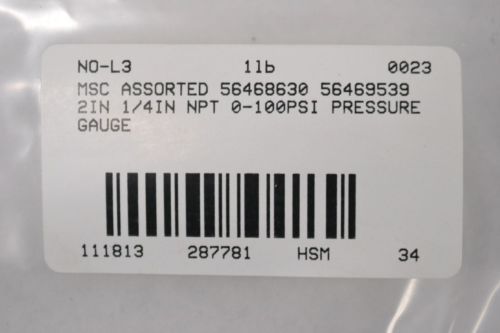 NO-L3 11b 0023
MSC ASSORTED 56468630 56469539
2IN 1/4IN NPT 0-100PSI PRESSURE
GAUGE
111813 287781 HSM 34